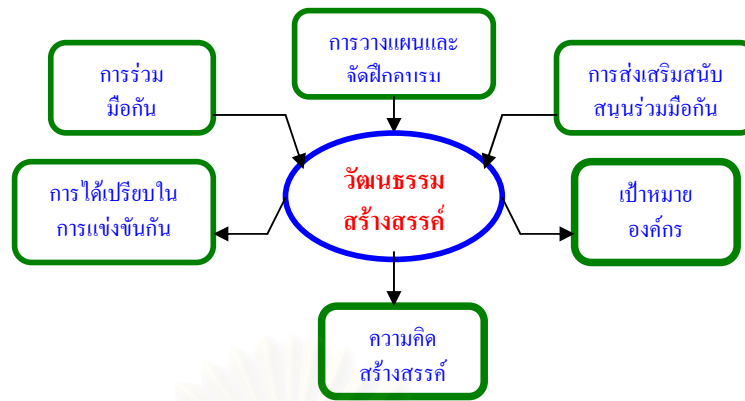 การวางแผนและ
จัดฝึกอบรม
การร่วม
มือกัน
การส่งเสริมสนับ
สนุนร่วมมือกัน
วัฒนธรรม
สร้างสรรค์
การได้เปรียบใน
การแข่งขันกัน
เป้าหมาย
องค์กร
ความคิด
สร้างสรรค์